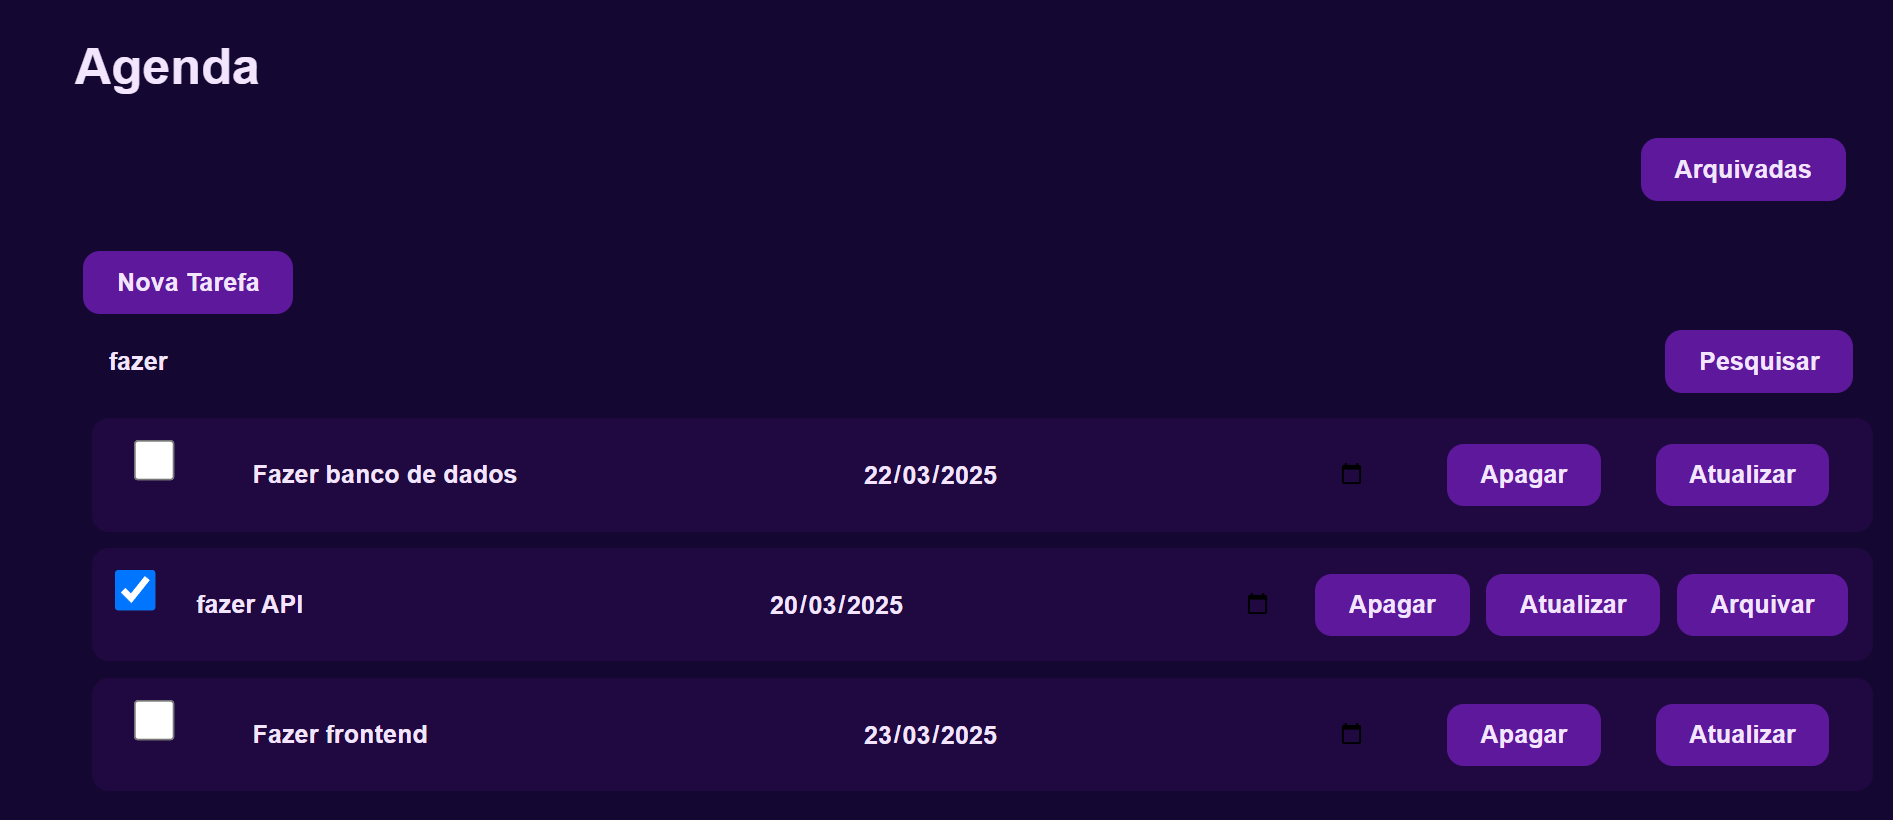 Agenda
Arquivadas
Nova Tarefa
fazer Pesquisar
Fazer banco de dados 22/03/2025 Apagar Atualizar
fazer API 20/03/2025 Apagar Atualizar Arquivar
Fazer frontend 23/03/2025 Apagar Atualizar